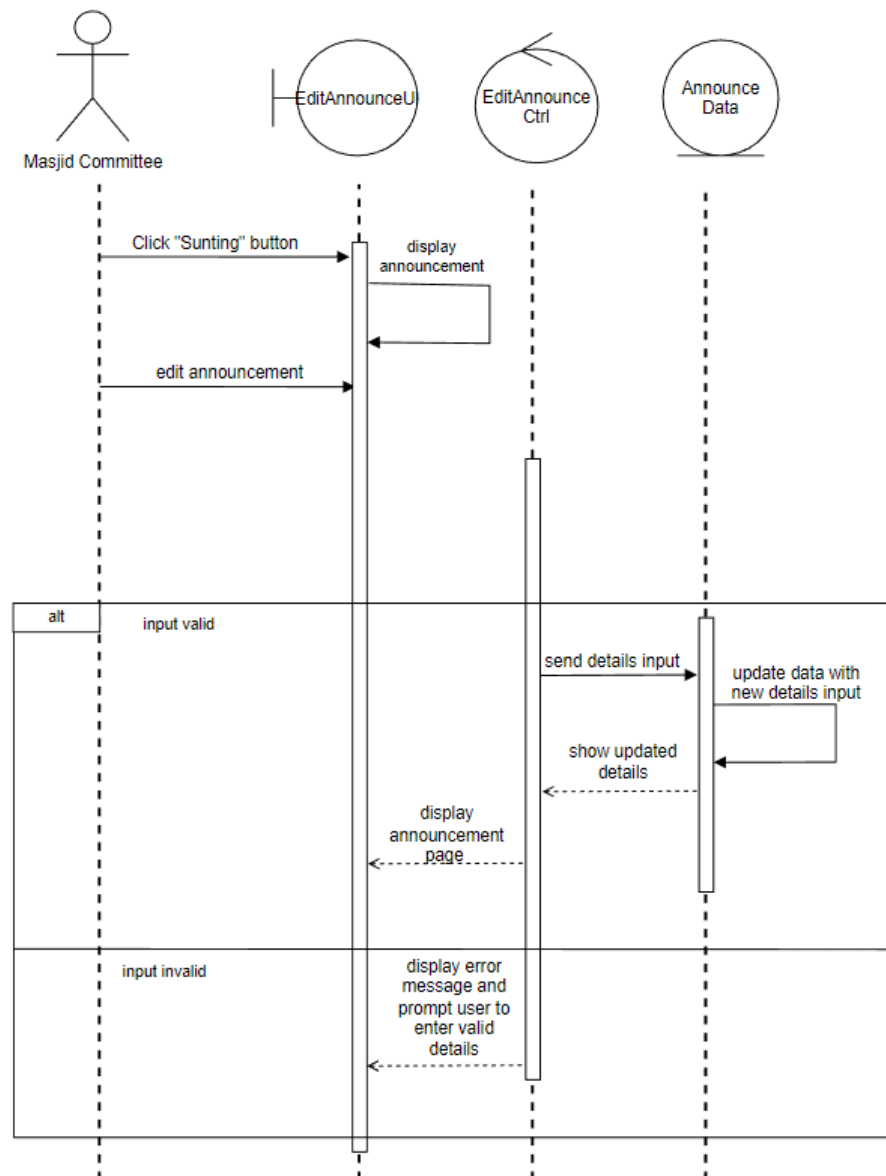 EditAnnounceUI
EditAnnounce
Ctrl
Announce
Data
Masjid Committee
Click "Sunting" button
display
announcement
edit announcement
alt
input valid
send details input
update data with
new details input
show updated
details
display
announcement
page
input invalid
display error
message and
prompt user to
enter valid
details